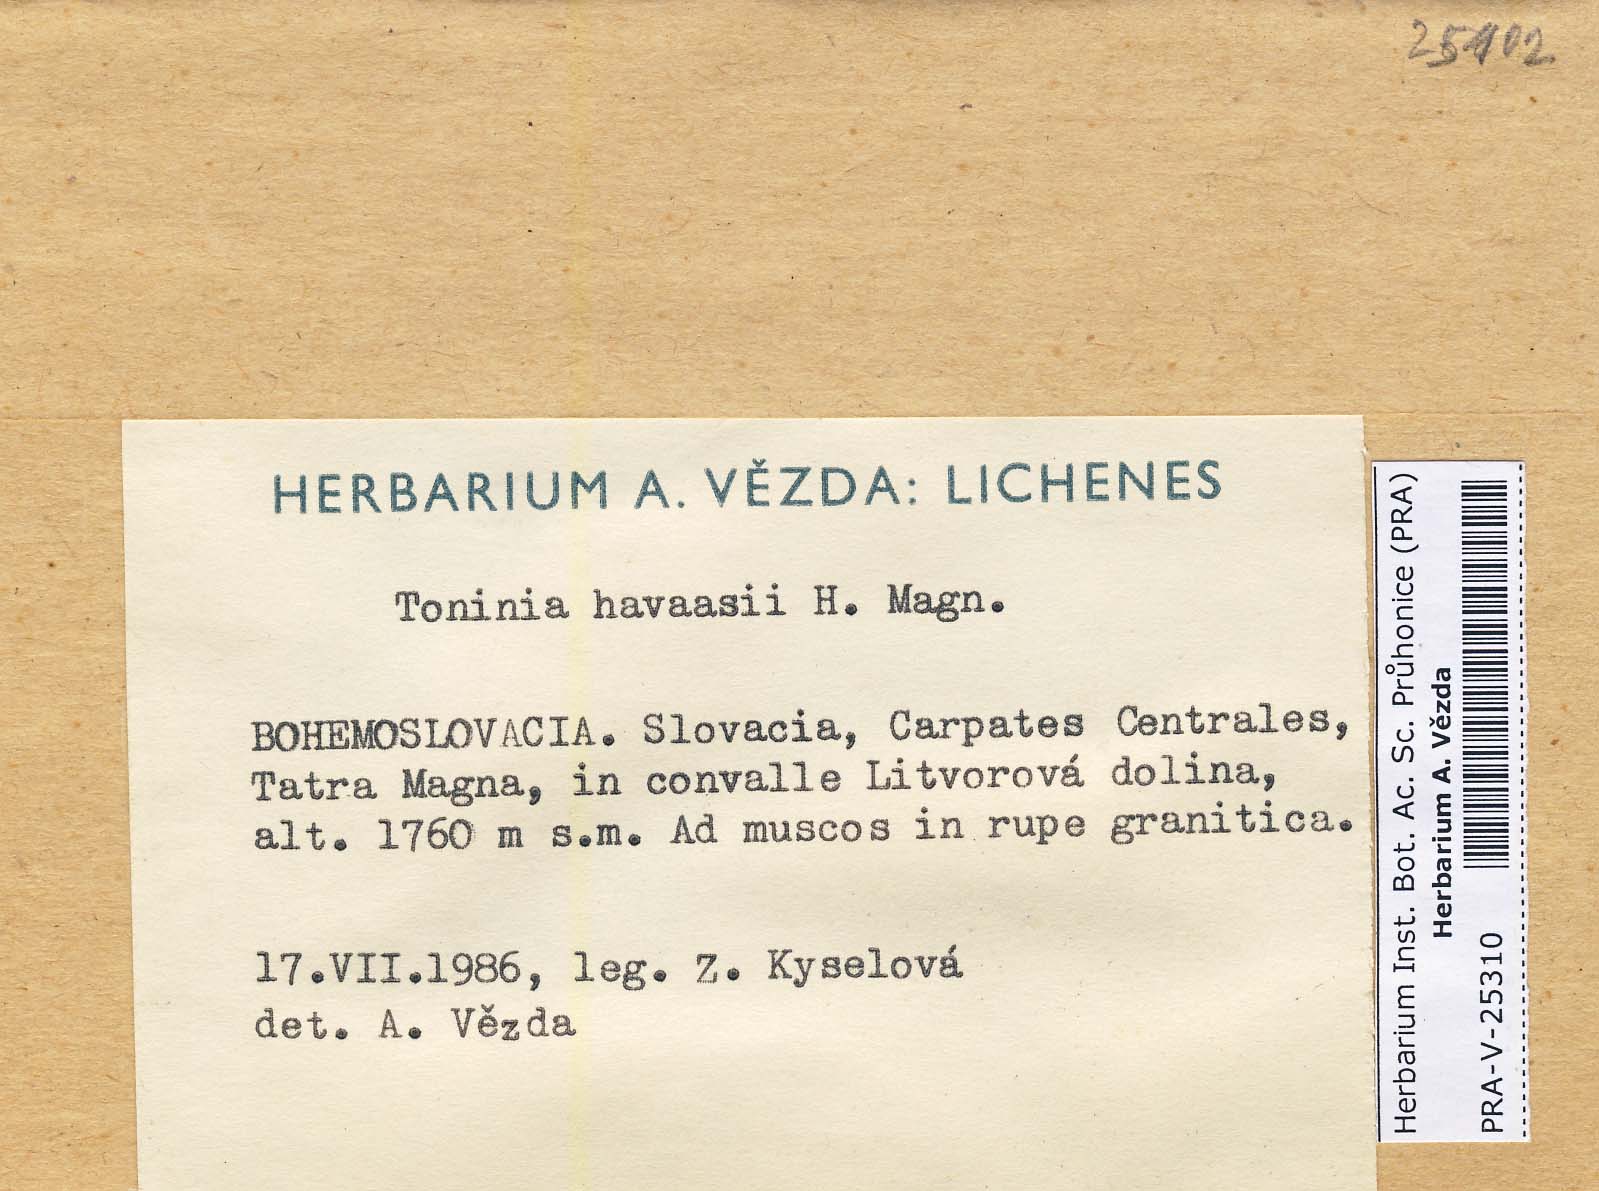 HERBARIUM A. VĚZDA: LICHENES
Toninia havaasii H. Magn.
BOHEMOSLOVACIA. Slovacia, Carpates Centrales,
Tatra Magna, in convalle Litvorová dolina,
alt. 1760 m s.m. Ad muscos in rupe granitica.
17.VII.1986, leg. Z. Kyselová
det. A. Vězda
Herbarium Inst. Bot. Ac. Sc. Průhonice (PRA)
Herbarium A. Vězda
PRA-V-25310